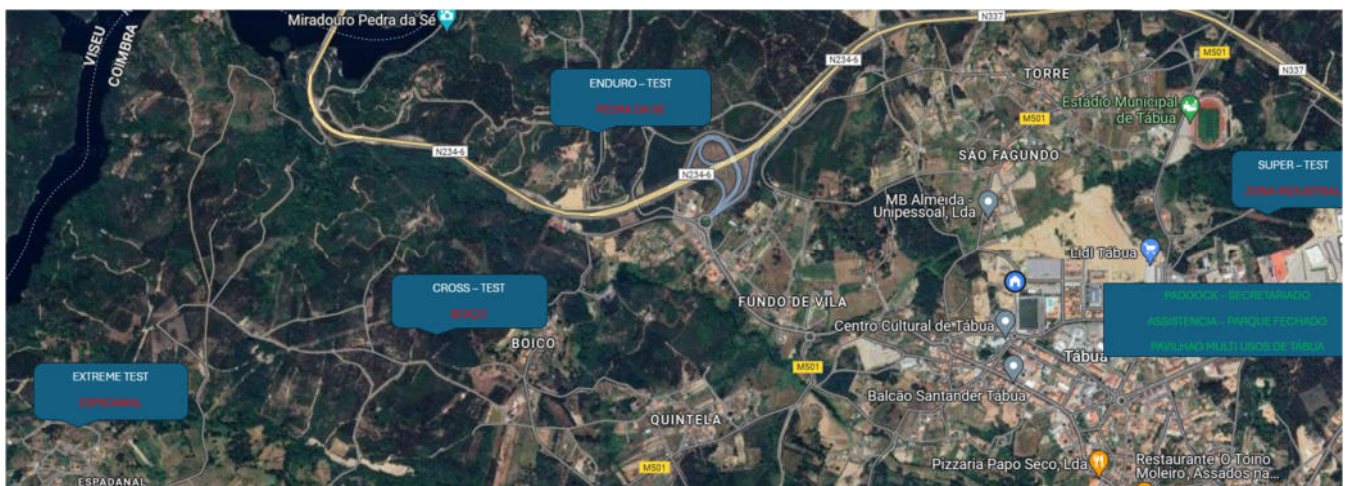 Miradouro Pedra da Sé
N337
VISEU
COIMBRA
M501
N234-6
TORRE
N337
ENDURO – TEST
PEDRA DA SE
Estádio Municipal
de Tábua
M501
N234-6
SÃO FAGUNDO
SUPER – TEST
ZONA INDUSTRIAL
N234-6
MB Almeida -
Unipessoal, Lda
Lidl Tábua
CROSS – TEST
BOICO
FUNDO DE VILA
PADDOCK – SECRETARIADO
ASSISTENCIA – PARQUE FECHADO
PAVILHAO MULTI USOS DE TÁBUA
Centro Cultural de Tábua
BOICO
Tábua
M501
EXTREME TEST
ESPADANAL
Balcão Santander Tábua
QUINTELA
M501
Pizzaria Papo Seco, Lda
Restaurante O Toino
Moleiro, Assados na...
ESPADANAL